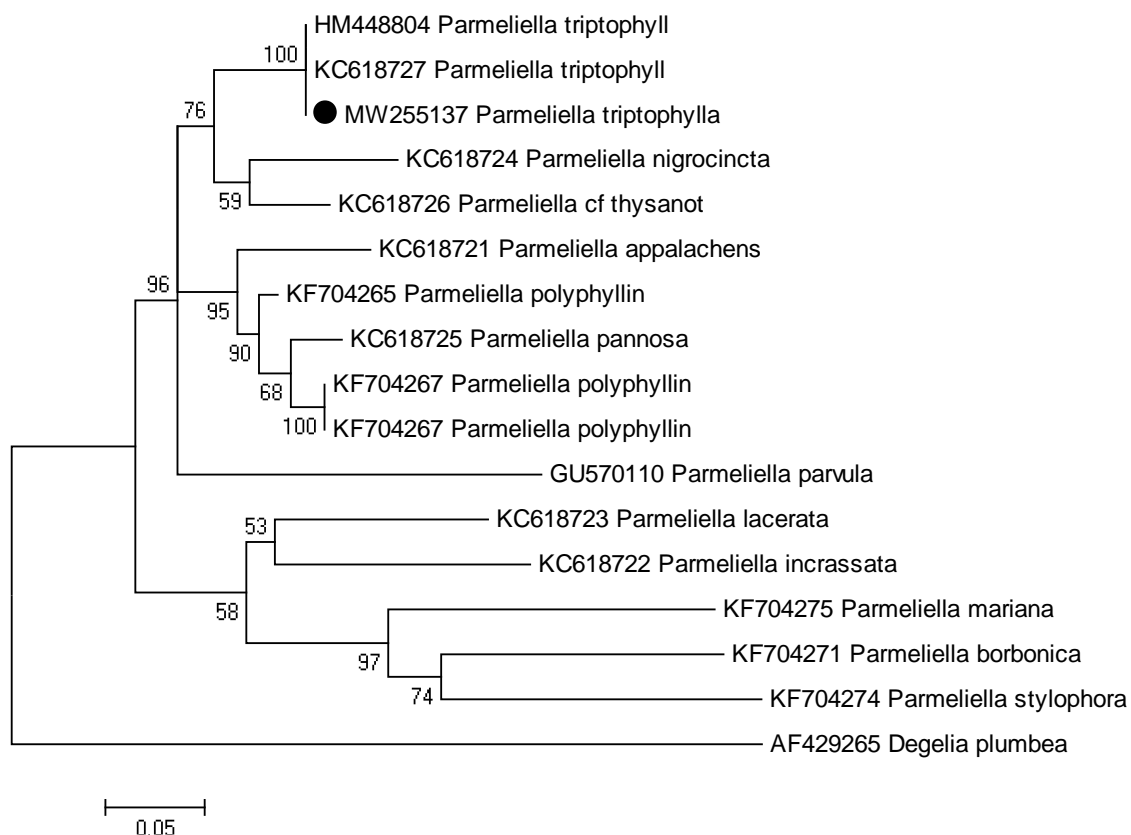 HM448804 Parmeliella triptophyll
100
KC618727 Parmeliella triptophyll
76
MW255137 Parmeliella triptophylla
KC618724 Parmeliella nigrocincta
59
KC618726 Parmeliella cf thysanot
KC618721 Parmeliella appalachens
96
KF704265 Parmeliella polyphyllin
95
KC618725 Parmeliella pannosa
90
KF704267 Parmeliella polyphyllin
68
100
KF704267 Parmeliella polyphyllin
GU570110 Parmeliella parvula
KC618723 Parmeliella lacerata
53
KC618722 Parmeliella incrassata
58
KF704275 Parmeliella mariana
97
KF704271 Parmeliella borbonica
74
KF704274 Parmeliella stylophora
AF429265 Degelia plumbea
0.05